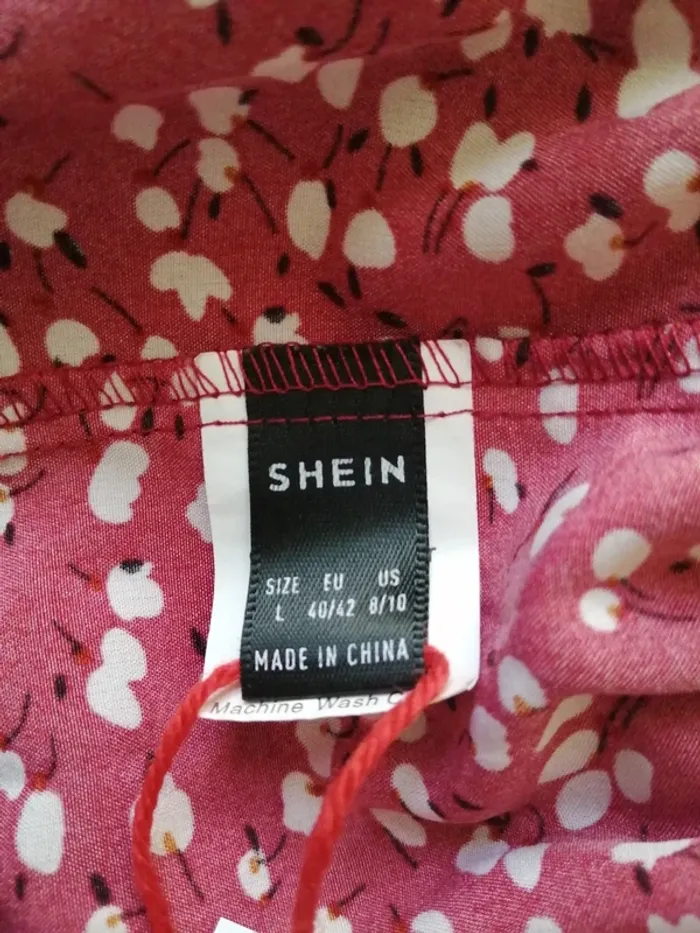 SHEIN
SIZE EU US
L 40/42 8/10
MADE IN CHINA
Machine Wash